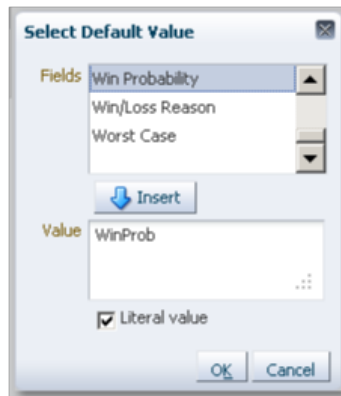 Select Default Value
Fields
Win Probability
Win/Loss Reason
Worst Case
Insert
Value
WinProb
Literal value
OK
Cancel